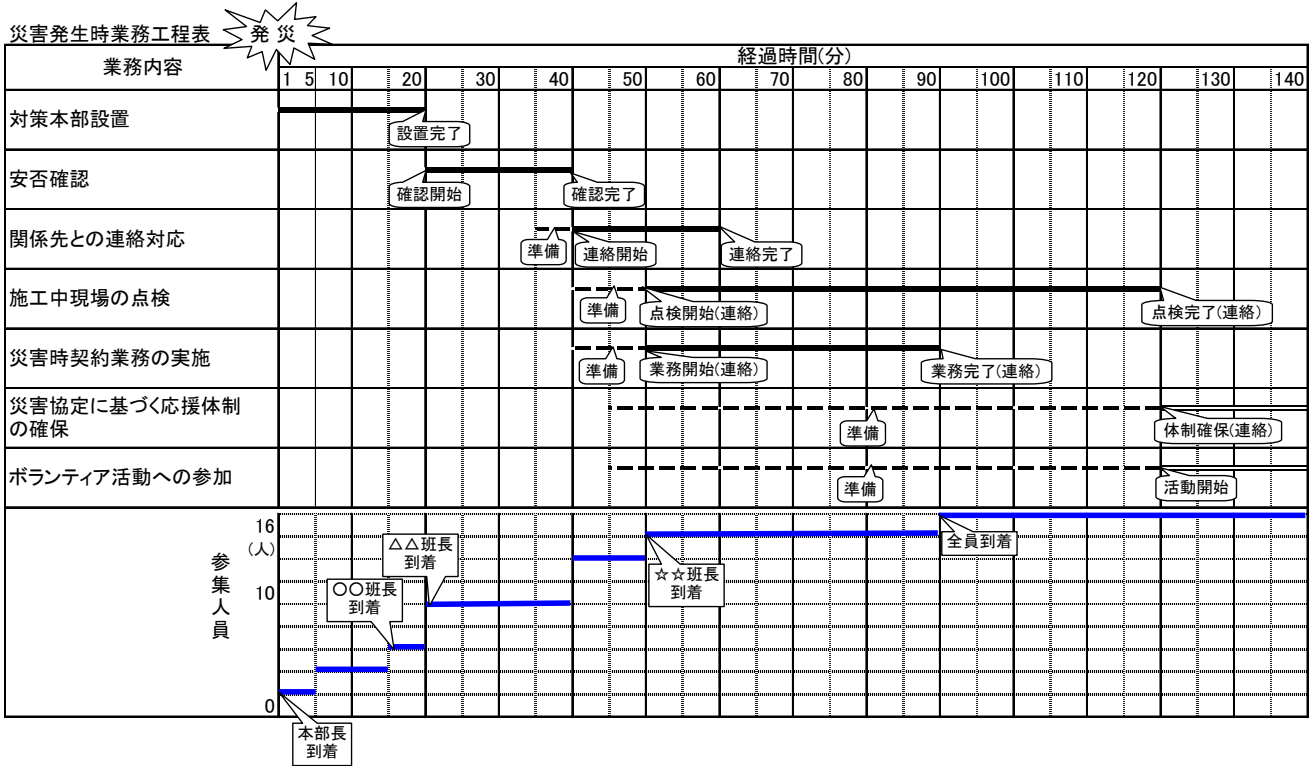 災害発生時業務工程表
発 災
業務内容
経過時間(分)
1 5 10 20 30 40 50 60 70 80 90 100 110 120 130 140
対策本部設置
設置完了
安否確認
確認開始
確認完了
関係先との連絡対応
準備
連絡開始
連絡完了
施工中現場の点検
準備
点検開始(連絡)
点検完了(連絡)
災害時契約業務の実施
準備
業務開始(連絡)
業務完了(連絡)
災害協定に基づく応援体制
の確保
準備
体制確保(連絡)
ボランティア活動への参加
準備
活動開始
参集人員
16
(人)
10
0
本部長
到着
〇〇班長
到着
△△班長
到着
☆☆班長
到着
全員到着